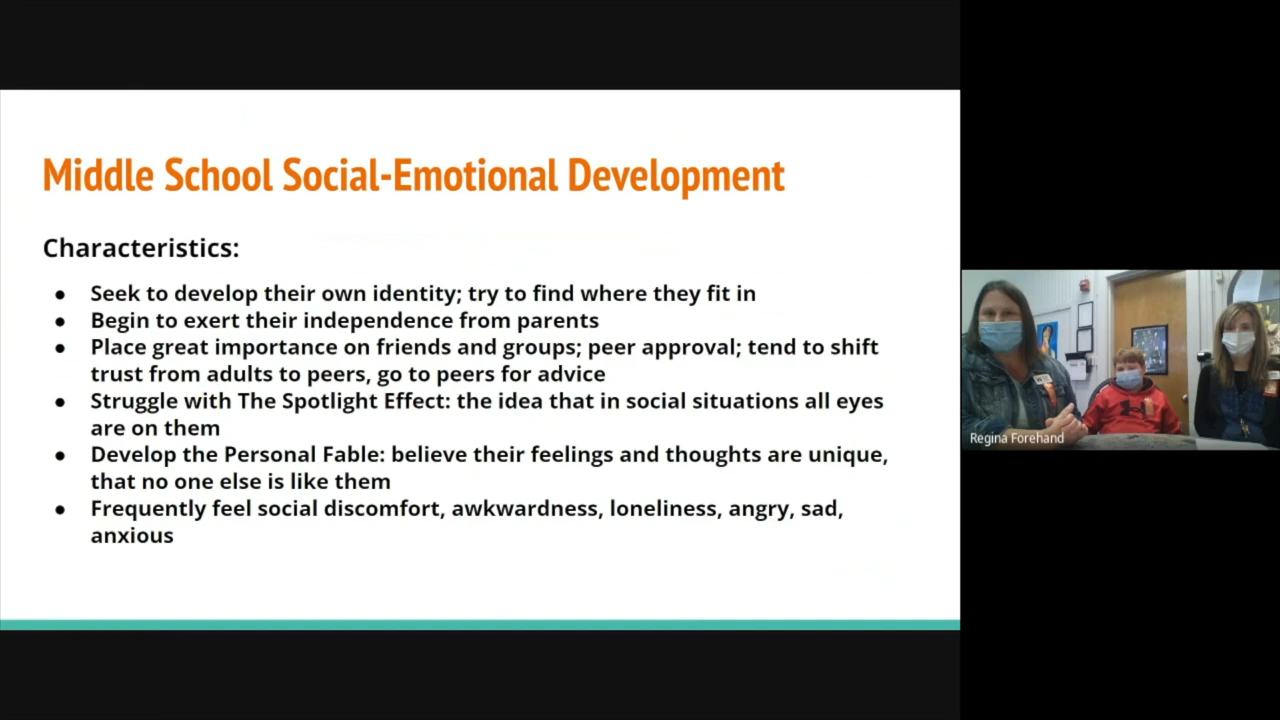 Middle School Social-Emotional Development
Characteristics:
● Seek to develop their own identity; try to find where they fit in
● Begin to exert their independence from parents
● Place great importance on friends and groups; peer approval; tend to shift
trust from adults to peers, go to peers for advice
● Struggle with The Spotlight Effect: the idea that in social situations all eyes
are on them
● Develop the Personal Fable: believe their feelings and thoughts are unique,
that no one else is like them
● Frequently feel social discomfort, awkwardness, loneliness, angry, sad,
anxious
Regina Forehand